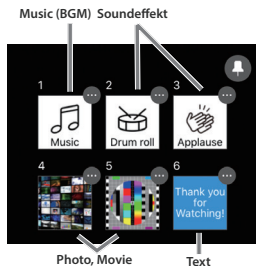 Music (BGM) Soundeffekt
1 2 3
Music Drum roll Applause
4 5 6
Thank you
for
Watching!
Photo, Movie Text